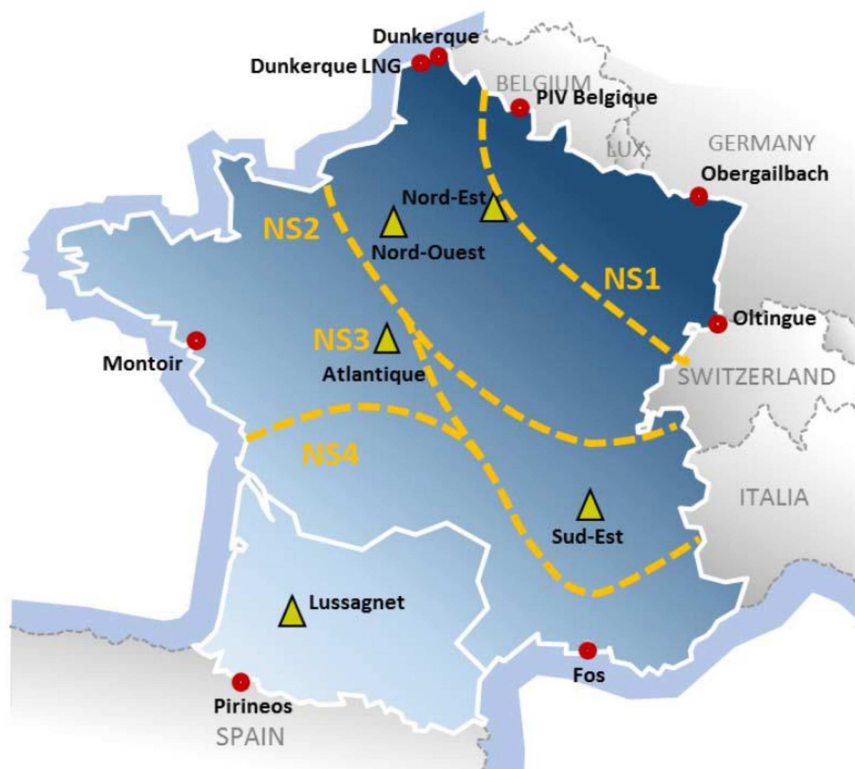 Dunkerque
Dunkerque LNG
BELGIUM
PIV Belgique
LUX
GERMANY
Obergailbach
Nord-Est
NS2
Nord-Ouest
NS1
Oltingue
NS3
Montoir
Atlantique
SWITZERLAND
NS4
ITALIA
Sud-Est
Lussagnet
Fos
Pirineos
SPAIN